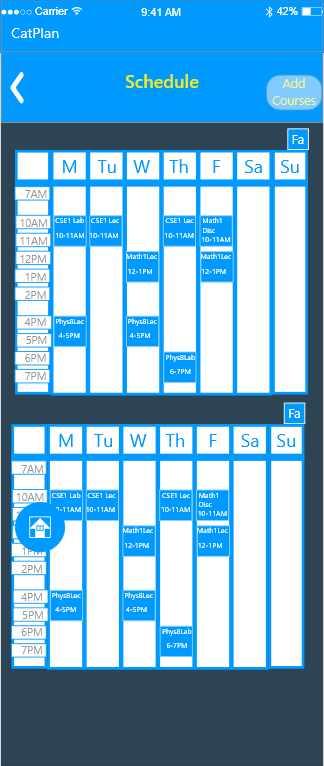 Carrier 9:41 AM 42%
CatPlan
Schedule
Add
Courses
Fa
M Tu W Th F Sa Su
7AM
10AM CSE1 Lab CSE1 Lec CSE1 Lec Math1
Disc
10-11AM 10-11AM 10-11AM 10-11AM
11AM
12PM Math1Lec Math1Lec
1PM 12-1PM 12-1PM
2PM
4PM Phys8Lec Phys8Lec
5PM 4-5PM 4-5PM
6PM Phys8Lab
7PM 6-7PM
Fa
M Tu W Th F Sa Su
7AM
10AM CSE1 Lab CSE1 Lec CSE1 Lec Math1
Disc
-11AM 10-11AM 10-11AM 10-11AM
Math1Lec Math1Lec
1PM 12-1PM 12-1PM
2PM
4PM Phys8Lec Phys8Lec
5PM 4-5PM 4-5PM
6PM Phys8Lab
7PM 6-7PM